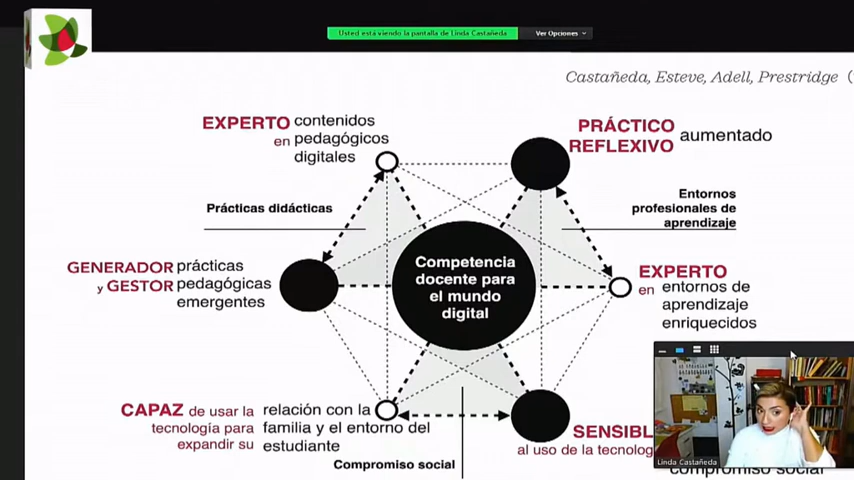 Usted está viendo la pantalla de Linda Castañeda
Ver Opciones
Castañeda, Esteve, Adell, Prestridge (
EXPERTO contenidos
en pedagógicos
digitales
PRÁCTICO
REFLEXIVO aumentado
Prácticas didácticas
Entornos
profesionales de
aprendizaje
GENERADOR prácticas
y GESTOR pedagógicas
emergentes
Competencia
docente para
el mundo
digital
EXPERTO
en entornos de
aprendizaje
enriquecidos
CAPAZ de usar la relación con la
tecnología para familia y el entorno del
expandir su estudiante
Compromiso social
SENSIBL
al uso de la tecnolog
compromiso social
Linda Castañeda